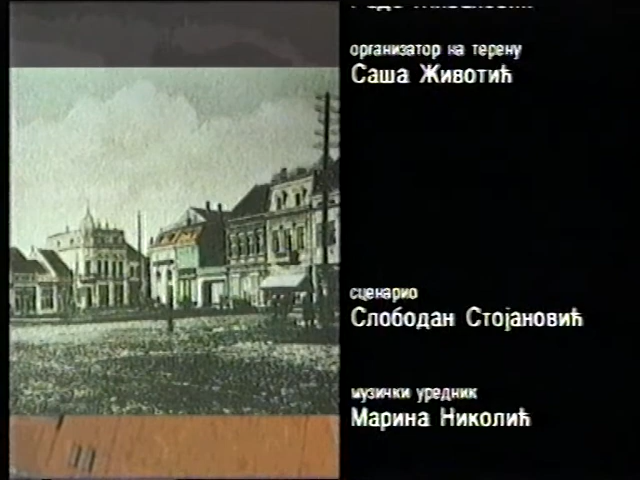 организатор на терену
Саша Животић
сценарио
Слободан Стојановић
музички уредник
Марина Николић